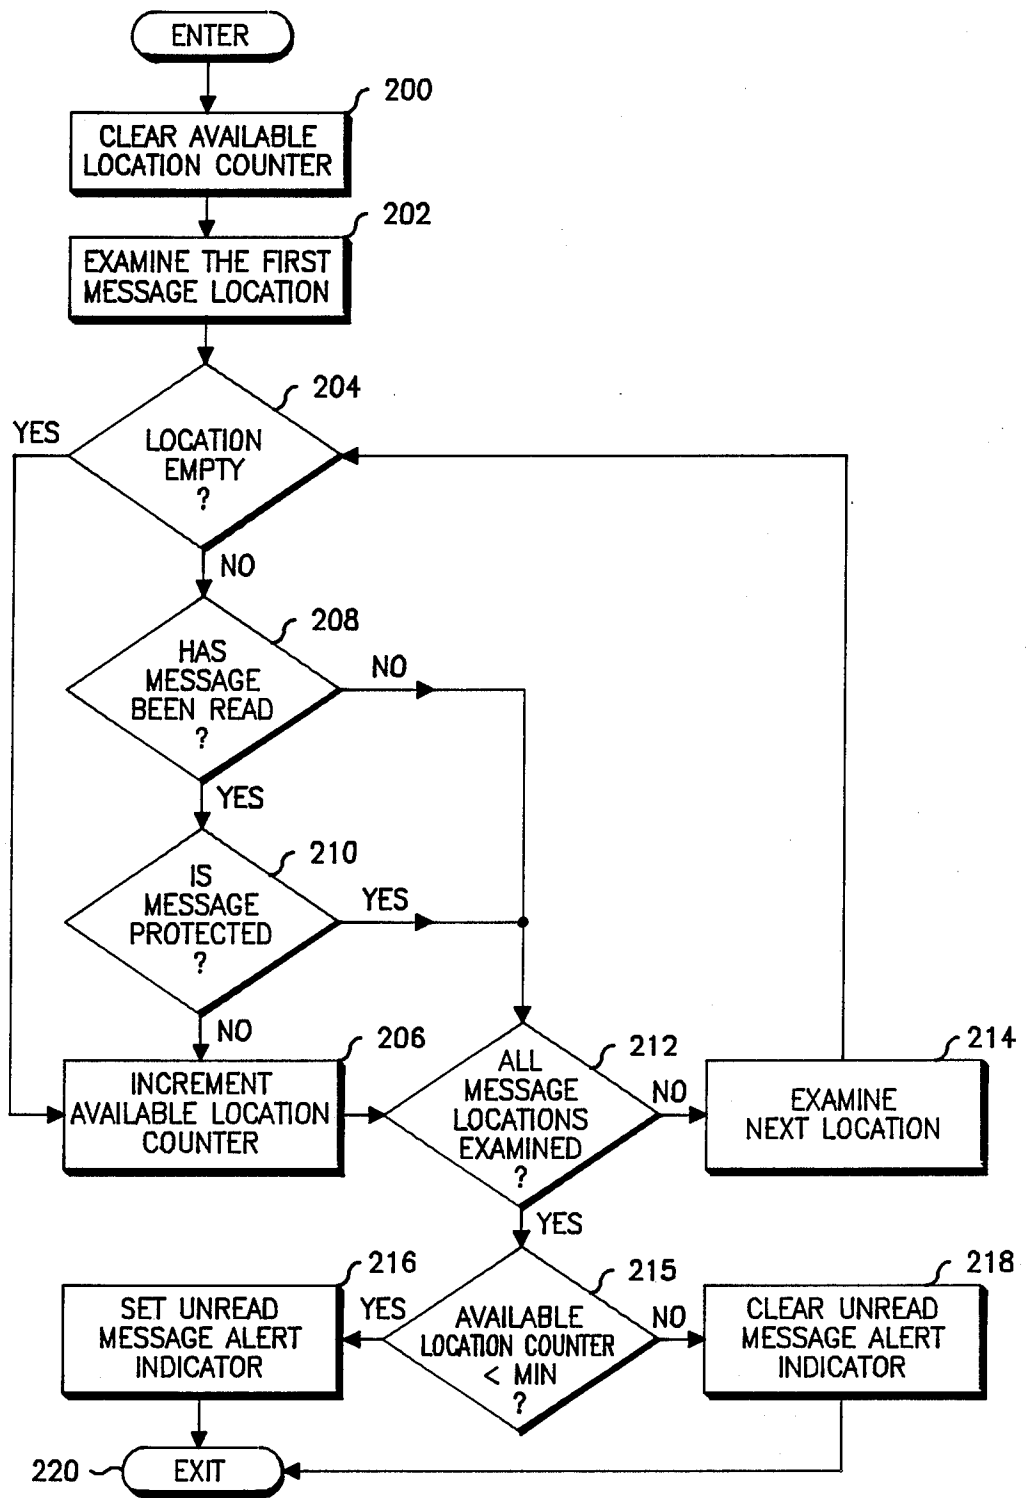 ENTER
200
CLEAR AVAILABLE
LOCATION COUNTER
202
EXAMINE THE FIRST
MESSAGE LOCATION
204
YES
LOCATION
EMPTY
?
NO
208
HAS
MESSAGE
BEEN READ
?
NO
YES
210
IS
MESSAGE
PROTECTED
?
YES
NO
206
INCREMENT
AVAILABLE LOCATION
COUNTER
212
ALL
MESSAGE
LOCATIONS
EXAMINED
?
NO
214
EXAMINE
NEXT LOCATION
YES
216
SET UNREAD
MESSAGE ALERT
INDICATOR
YES
215
AVAILABLE
LOCATION COUNTER
< MIN
?
NO
218
CLEAR UNREAD
MESSAGE ALERT
INDICATOR
220
EXIT